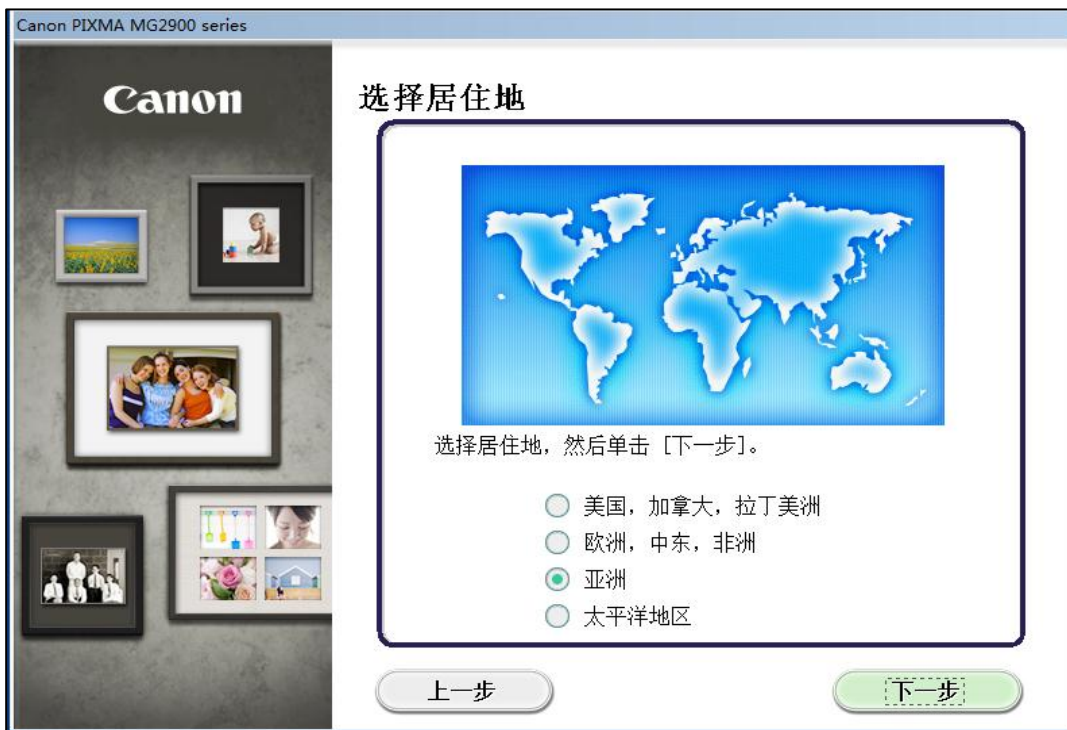 Canon PIXMA MG2900 series
Canon
选择居住地
选择居住地，然后单击 [下一步]。
美国，加拿大，拉丁美洲
欧洲，中东，非洲
亚洲
太平洋地区
上一步
下一步